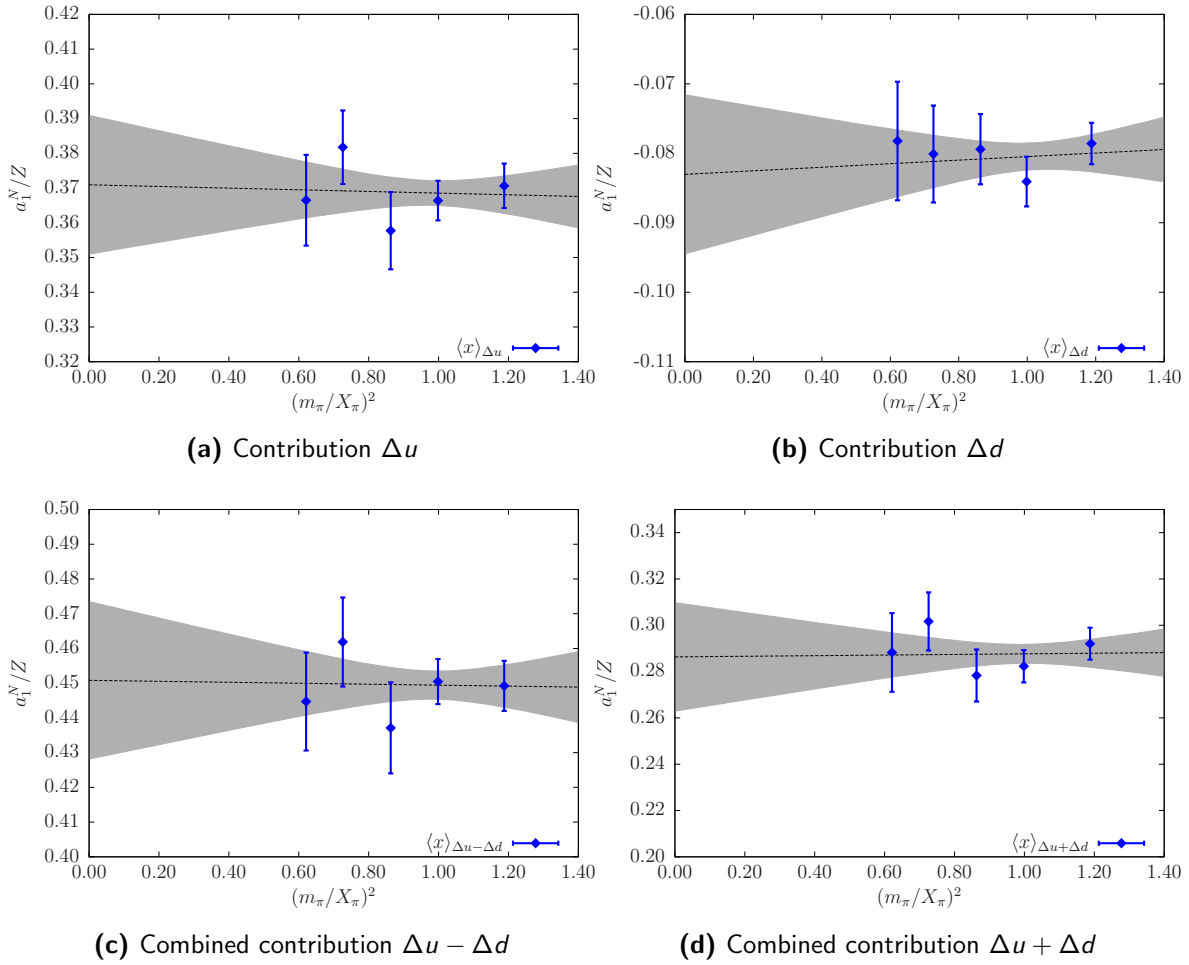 0.42
0.41
0.40
0.39
0.38
0.37
0.36
0.35
0.34
0.33
0.32
a_1^N/Z
0.00 0.20 0.40 0.60 0.80 1.00 1.20 1.40
(m_π/X_π)^2
⟨x⟩_{Δu}
(a) Contribution Δu
-0.06
-0.07
-0.08
-0.09
-0.10
-0.11
a_1^N/Z
0.00 0.20 0.40 0.60 0.80 1.00 1.20 1.40
(m_π/X_π)^2
⟨x⟩_{Δd}
(b) Contribution Δd
0.50
0.49
0.48
0.47
0.46
0.45
0.44
0.43
0.42
0.41
0.40
a_1^N/Z
0.00 0.20 0.40 0.60 0.80 1.00 1.20 1.40
(m_π/X_π)^2
⟨x⟩_{Δu−Δd}
(c) Combined contribution Δu − Δd
0.34
0.32
0.30
0.28
0.26
0.24
0.22
0.20
a_1^N/Z
0.00 0.20 0.40 0.60 0.80 1.00 1.20 1.40
(m_π/X_π)^2
⟨x⟩_{Δu+Δd}
(d) Combined contribution Δu + Δd